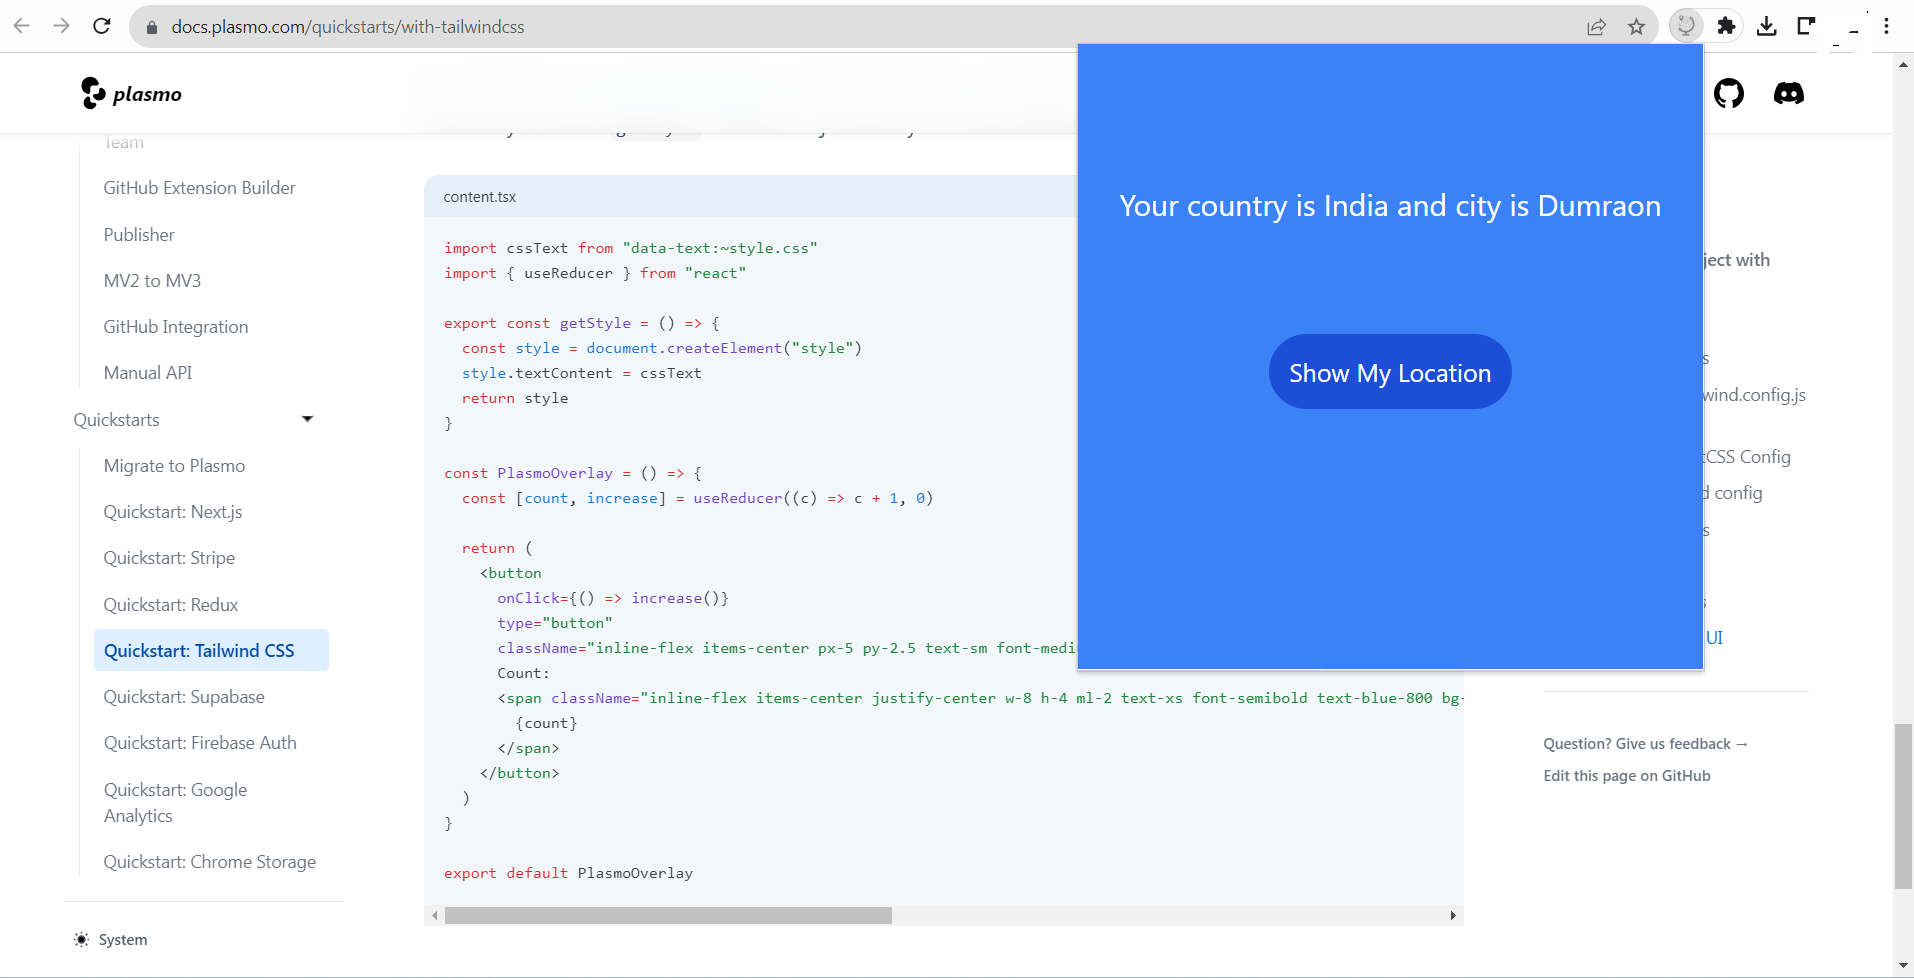 docs.plasmo.com/quickstarts/with-tailwindcss
plasmo
Team
GitHub Extension Builder
Publisher
MV2 to MV3
GitHub Integration
Manual API
Quickstarts
Migrate to Plasmo
Quickstart: Next.js
Quickstart: Stripe
Quickstart: Redux
Quickstart: Tailwind CSS
Quickstart: Supabase
Quickstart: Firebase Auth
Quickstart: Google
Analytics
Quickstart: Chrome Storage
System
content.tsx
import cssText from "data-text:~style.css"
import { useReducer } from "react"
export const getStyle = () => {
const style = document.createElement("style")
style.textContent = cssText
return style
}
const PlasmoOverlay = () => {
const [count, increase] = useReducer((c) => c + 1, 0)
return (
<button
onClick={() => increase()}
type="button"
className="inline-flex items-center px-5 py-2.5 text-sm font-medi
Count:
<span className="inline-flex items-center justify-center w-8 h-4 ml-2 text-xs font-semibold text-blue-800 bg-
{count}
</span>
</button>
)
}
export default PlasmoOverlay
Your country is India and city is Dumraon
Show My Location
ject with
s
wind.config.js
CSS Config
d config
s
s
UI
Question? Give us feedback →
Edit this page on GitHub